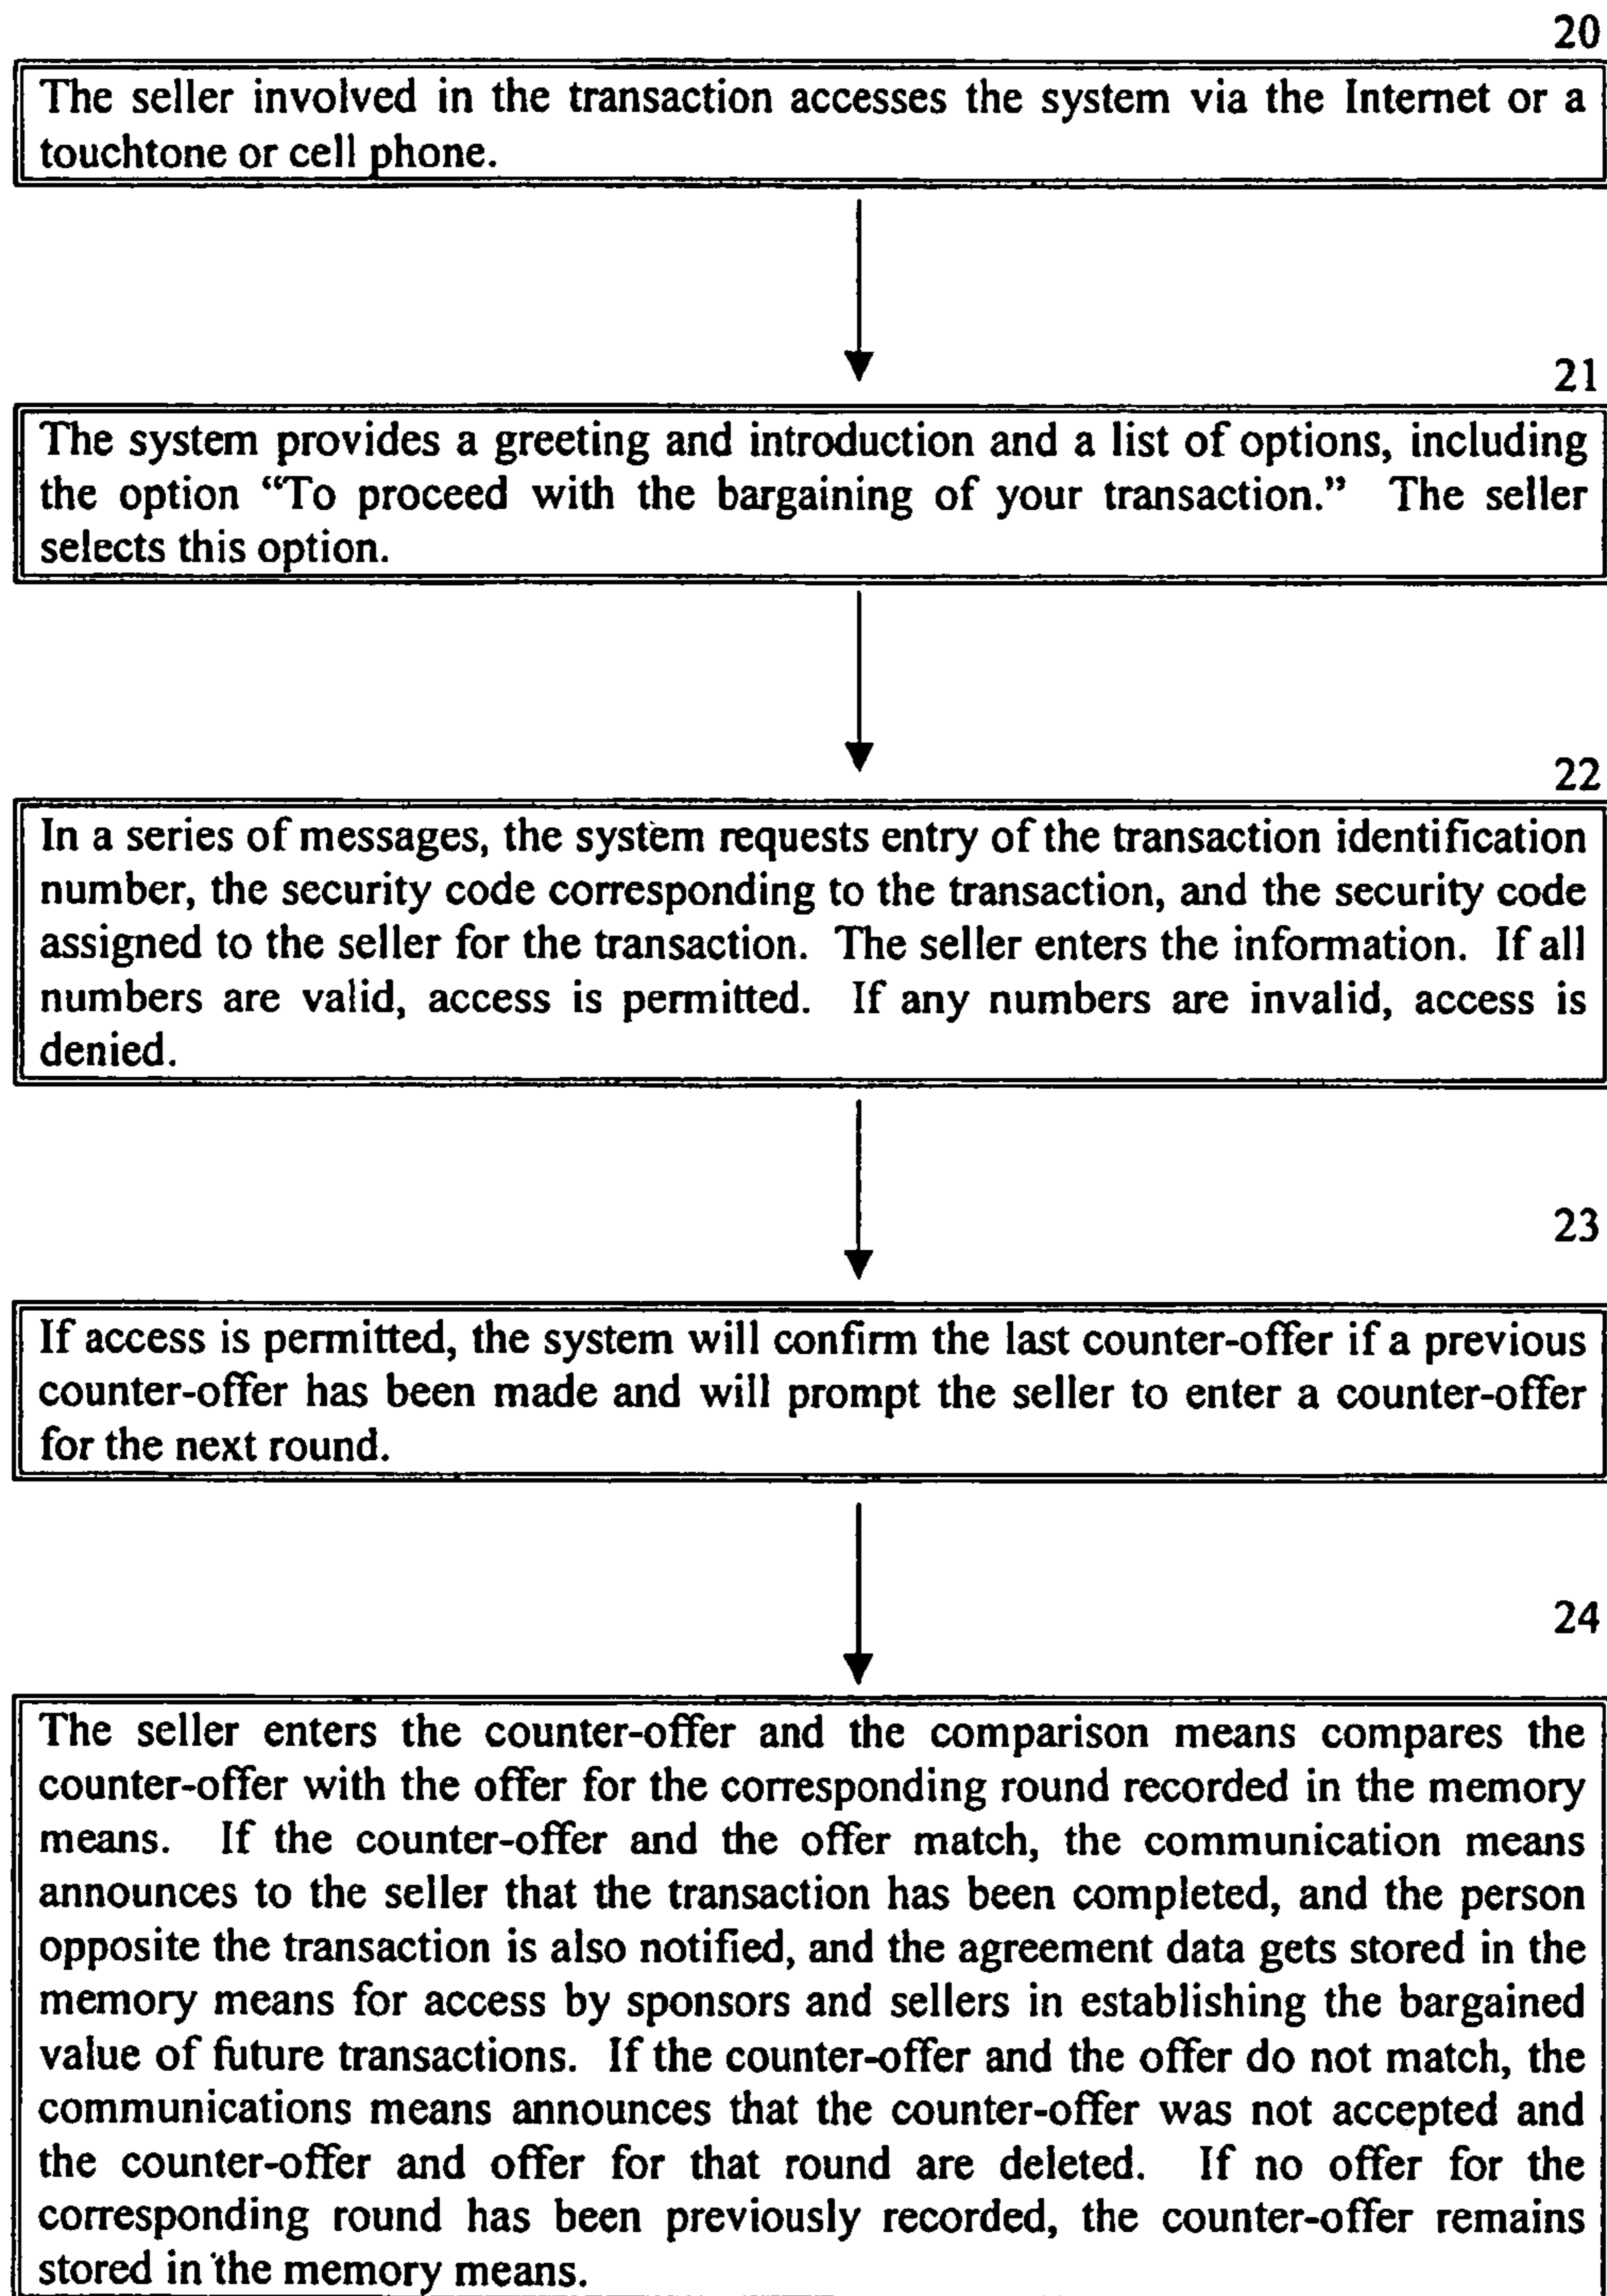 20
The seller involved in the transaction accesses the system via the Internet or a
touchtone or cell phone.
21
The system provides a greeting and introduction and a list of options, including
the option “To proceed with the bargaining of your transaction.” The seller
selects this option.
22
In a series of messages, the system requests entry of the transaction identification
number, the security code corresponding to the transaction, and the security code
assigned to the seller for the transaction. The seller enters the information. If all
numbers are valid, access is permitted. If any numbers are invalid, access is
denied.
23
If access is permitted, the system will confirm the last counter-offer if a previous
counter-offer has been made and will prompt the seller to enter a counter-offer
for the next round.
24
The seller enters the counter-offer and the comparison means compares the
counter-offer with the offer for the corresponding round recorded in the memory
means. If the counter-offer and the offer match, the communication means
announces to the seller that the transaction has been completed, and the person
opposite the transaction is also notified, and the agreement data gets stored in the
memory means for access by sponsors and sellers in establishing the bargained
value of future transactions. If the counter-offer and the offer do not match, the
communications means announces that the counter-offer was not accepted and
the counter-offer and offer for that round are deleted. If no offer for the
corresponding round has been previously recorded, the counter-offer remains
stored in the memory means.